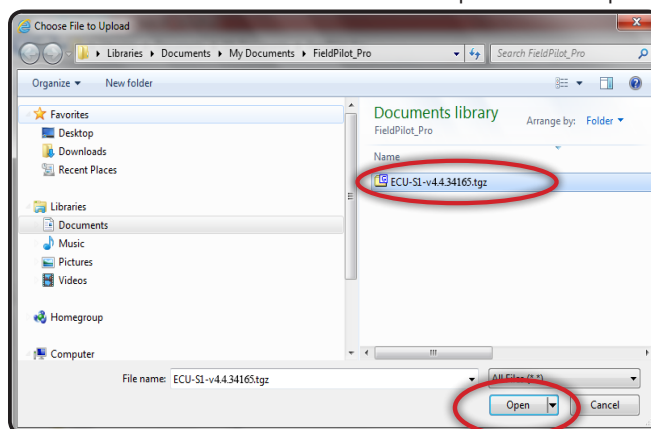 Choose File to Upload
Libraries Documents My Documents FieldPilot_Pro
Search FieldPilot_Pro
Organize New folder
Favorites
Desktop
Downloads
Recent Places
Libraries
Documents
Music
Pictures
Videos
Homegroup
Computer
Documents library
FieldPilot_Pro
Arrange by: Folder
Name
ECU-S1-v4.4.34165.tgz
File name: ECU-S1-v4.4.34165.tgz
All Files (*.*)
Open Cancel